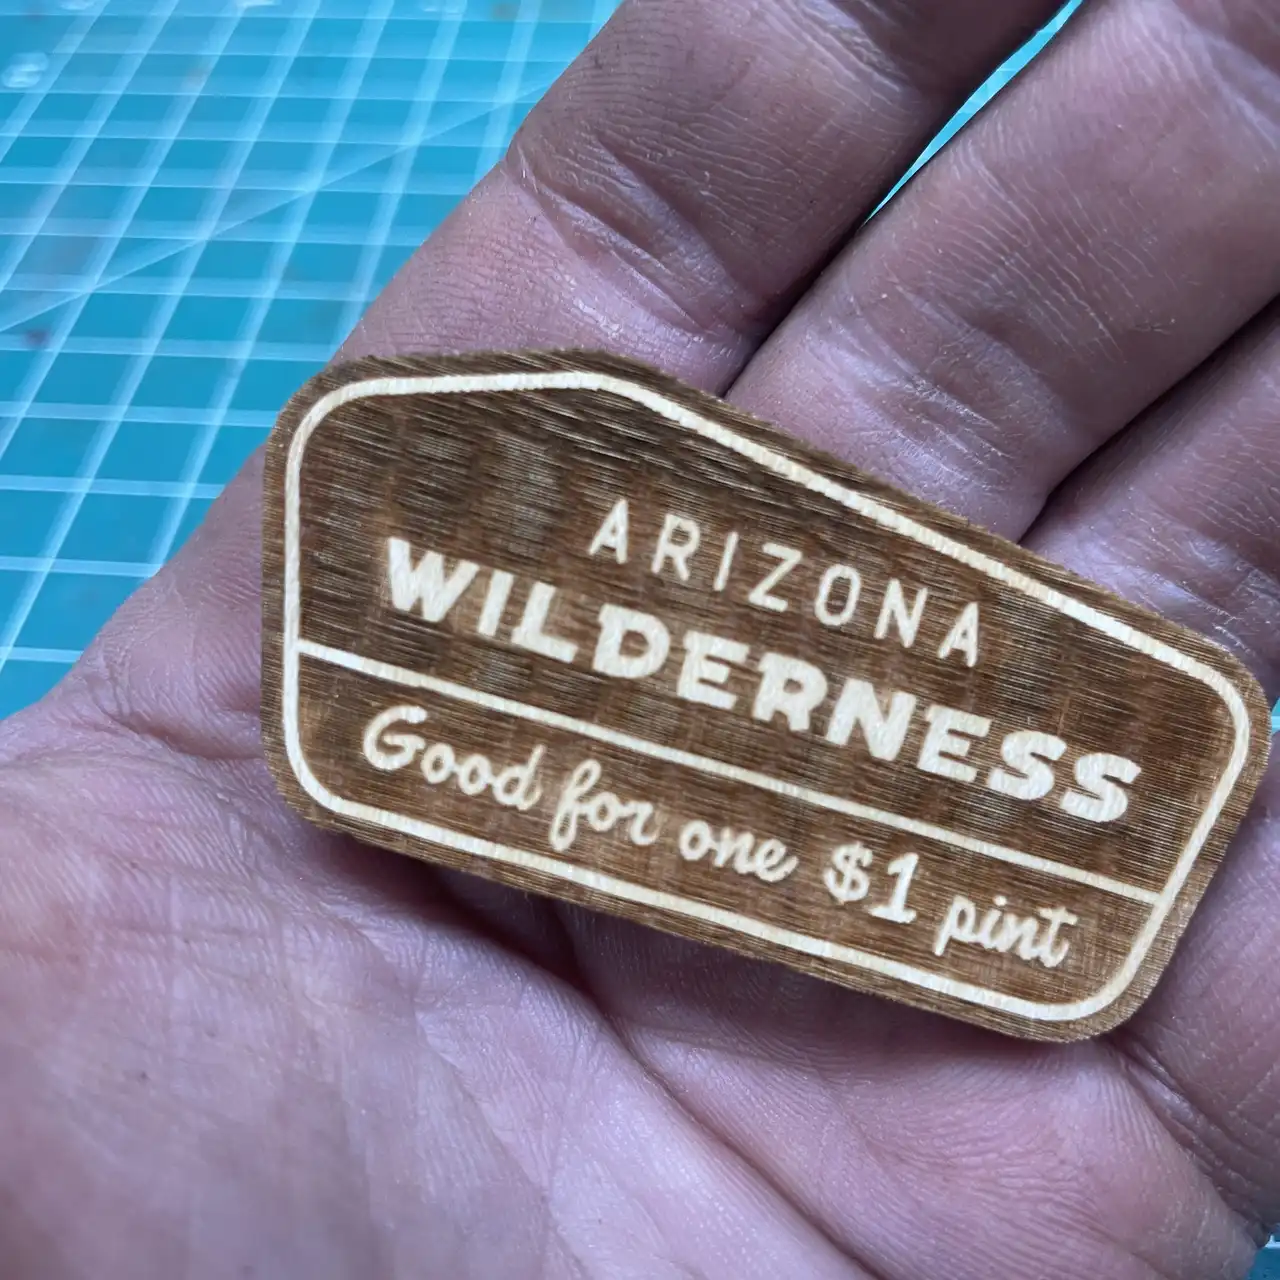 ARIZONA
WILDERNESS
Good for one $1 pint